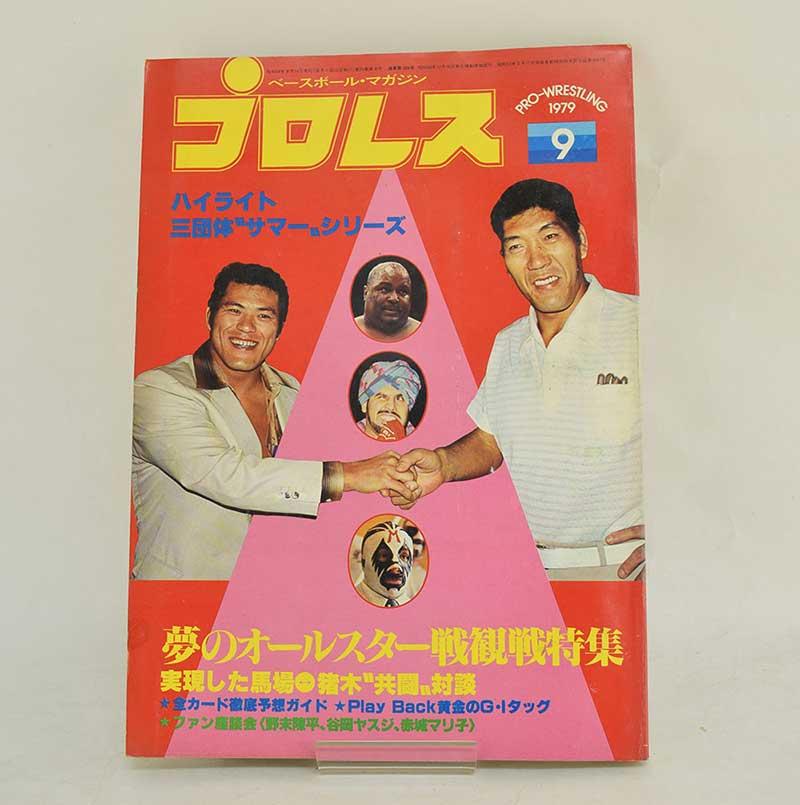 ベースボール・マガジン
プロレス
PRO-WRESTLING
1979
9
ハイライト
三団体〝サマー〟シリーズ
夢のオールスター戦観戦特集
実現した馬場⊖猪木〝共闘〟対談
★全カード徹底予想ガイド ★Play Back黄金のG・Iタッグ
★ファン座談会〈野末陳平、谷岡ヤスジ、赤城マリ子〉